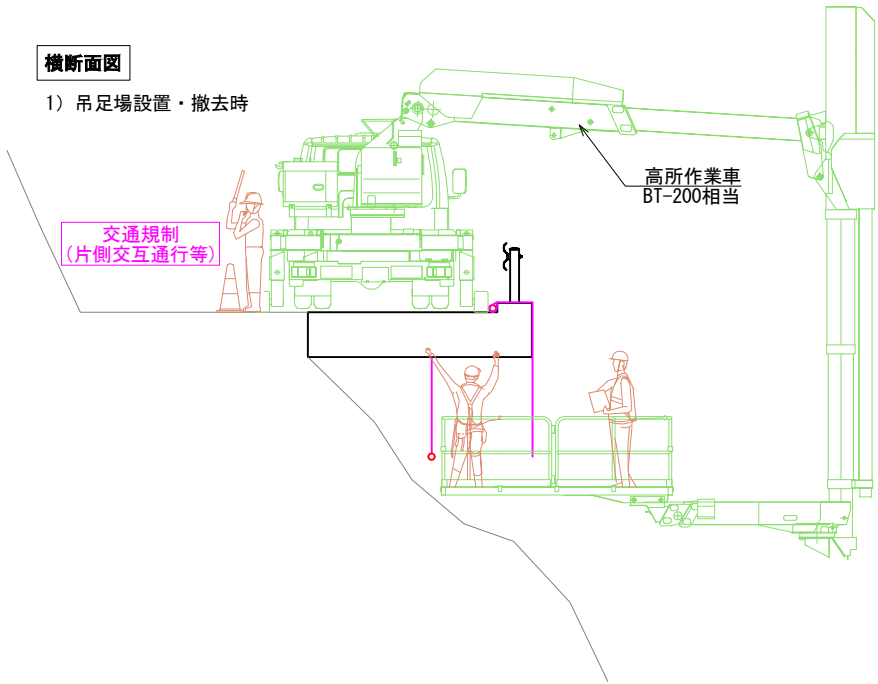 横断面図
1) 吊足場設置・撤去時
高所作業車
BT-200相当
交通規制
(片側交互通行等)